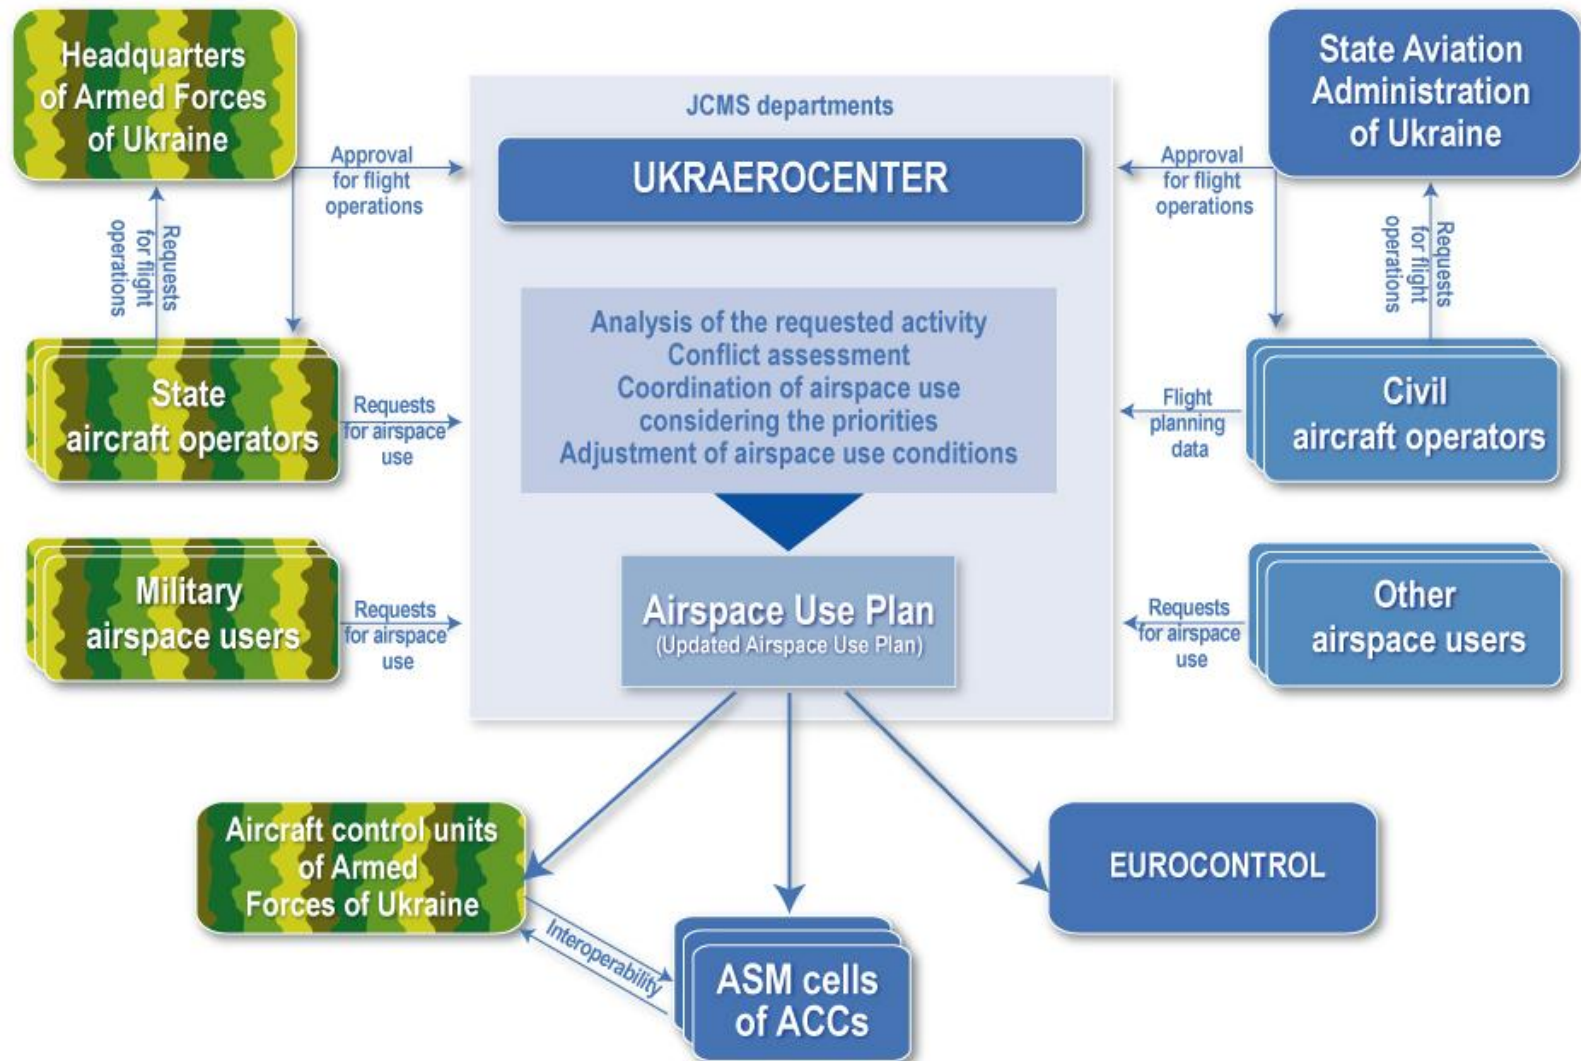 Headquarters
of Armed Forces
of Ukraine
State Aviation
Administration
of Ukraine
JCMS departments
UKRAEROCENTER
Approval
for flight
operations
Approval
for flight
operations
Requests
for flight
operations
Requests
for flight
operations
Analysis of the requested activity
Conflict assessment
Coordination of airspace use
considering the priorities
Adjustment of airspace use conditions
State
aircraft operators
Requests
for airspace
use
Flight
planning
data
Civil
aircraft operators
Military
airspace users
Requests
for airspace
use
Airspace Use Plan
(Updated Airspace Use Plan)
Requests
for airspace
use
Other
airspace users
Aircraft control units
of Armed
Forces of Ukraine
EUROCONTROL
Interoperability
ASM cells
of ACCs